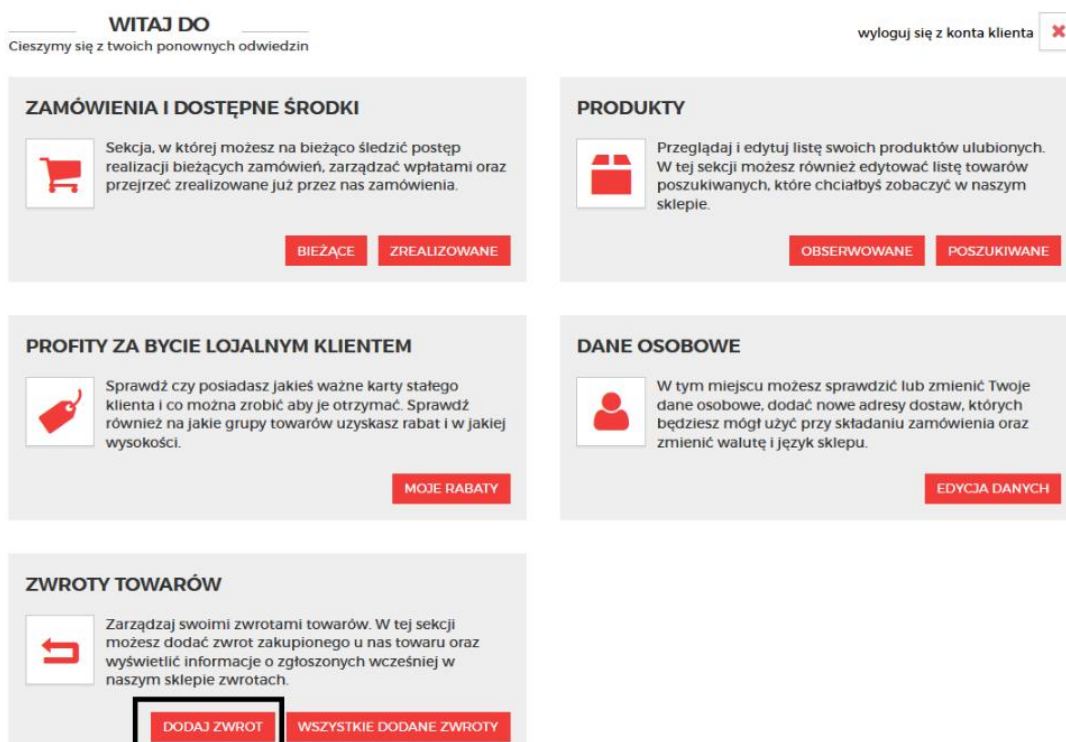 WITAJ DO
Cieszymy się z twoich ponownych odwiedzin
wyloguj się z konta klienta
ZAMÓWIENIA I DOSTĘPNE ŚRODKI
Sekcja, w której możesz na bieżąco śledzić postęp
realizacji bieżących zamówień, zarządzać wpłatami oraz
przejrzeć zrealizowane już przez nas zamówienia.
BIEŻĄCE ZREALIZOWANE
PRODUKTY
Przeglądaj i edytuj listę swoich produktów ulubionych.
W tej sekcji możesz również edytować listę towarów
poszukiwanych, które chciałbyś zobaczyć w naszym
sklepie.
OBSERWOWANE POSZUKIWANE
PROFITY ZA BYCIE LOJALNYM KLIENTEM
Sprawdź czy posiadasz jakieś ważne karty stałego
klienta i co można zrobić aby je otrzymać. Sprawdź
również na jakie grupy towarów uzyskasz rabat i w jakiej
wysokości.
MOJE RABATY
DANE OSOBOWE
W tym miejscu możesz sprawdzić lub zmienić Twoje
dane osobowe, dodać nowe adresy dostaw, których
będziesz mógł użyć przy składaniu zamówienia oraz
zmienić walutę i język sklepu.
EDYCJA DANYCH
ZWROTY TOWARÓW
Zarządzaj swoimi zwrotami towarów. W tej sekcji
możesz dodać zwrot zakupionego u nas towaru oraz
wyświetlić informacje o zgłoszonych wcześniej w
naszym sklepie zwrotach.
DODAJ ZWROT WSZYSTKIE DODANE ZWROTY